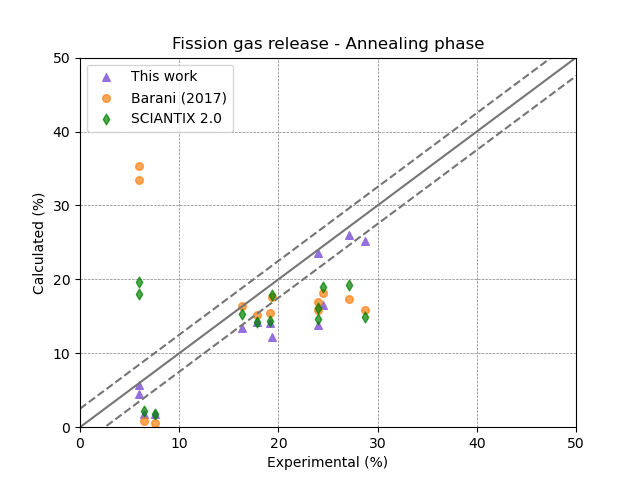 Fission gas release - Annealing phase
This work
Barani (2017)
SCIANTIX 2.0
Calculated (%)
50
40
30
20
10
0
0 10 20 30 40 50
Experimental (%)